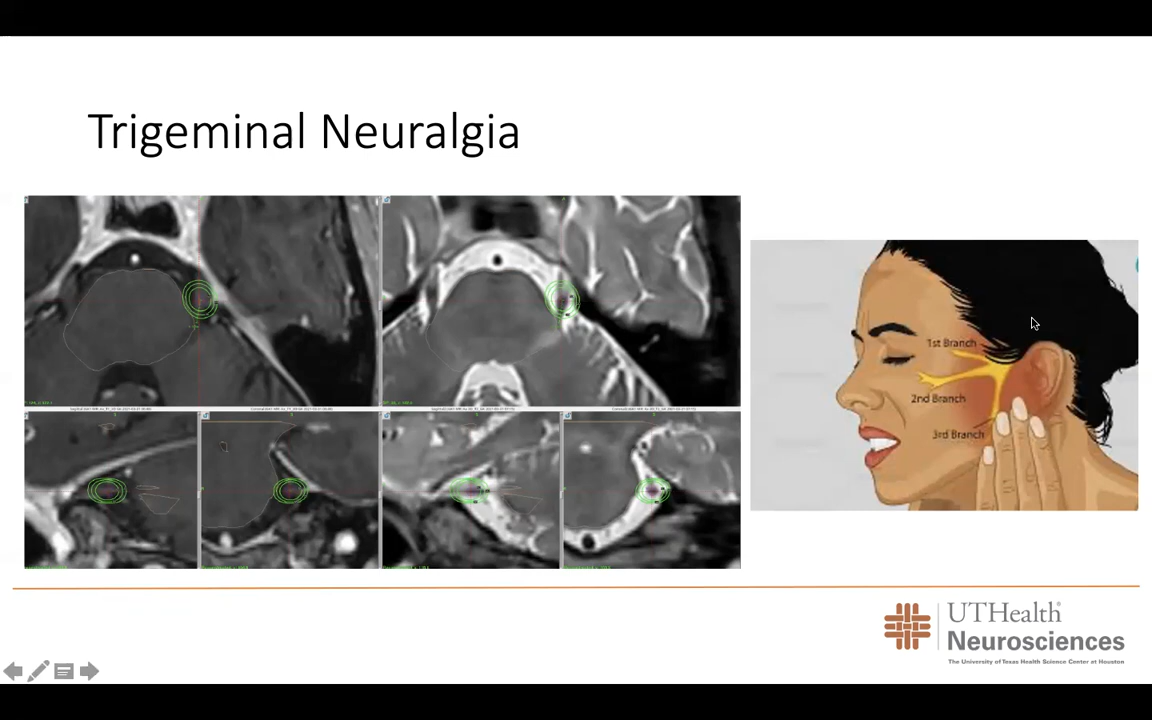 Trigeminal Neuralgia
1st Branch
2nd Branch
3rd Branch
UTHealth
Neurosciences
The University of Texas Health Science Center at Houston